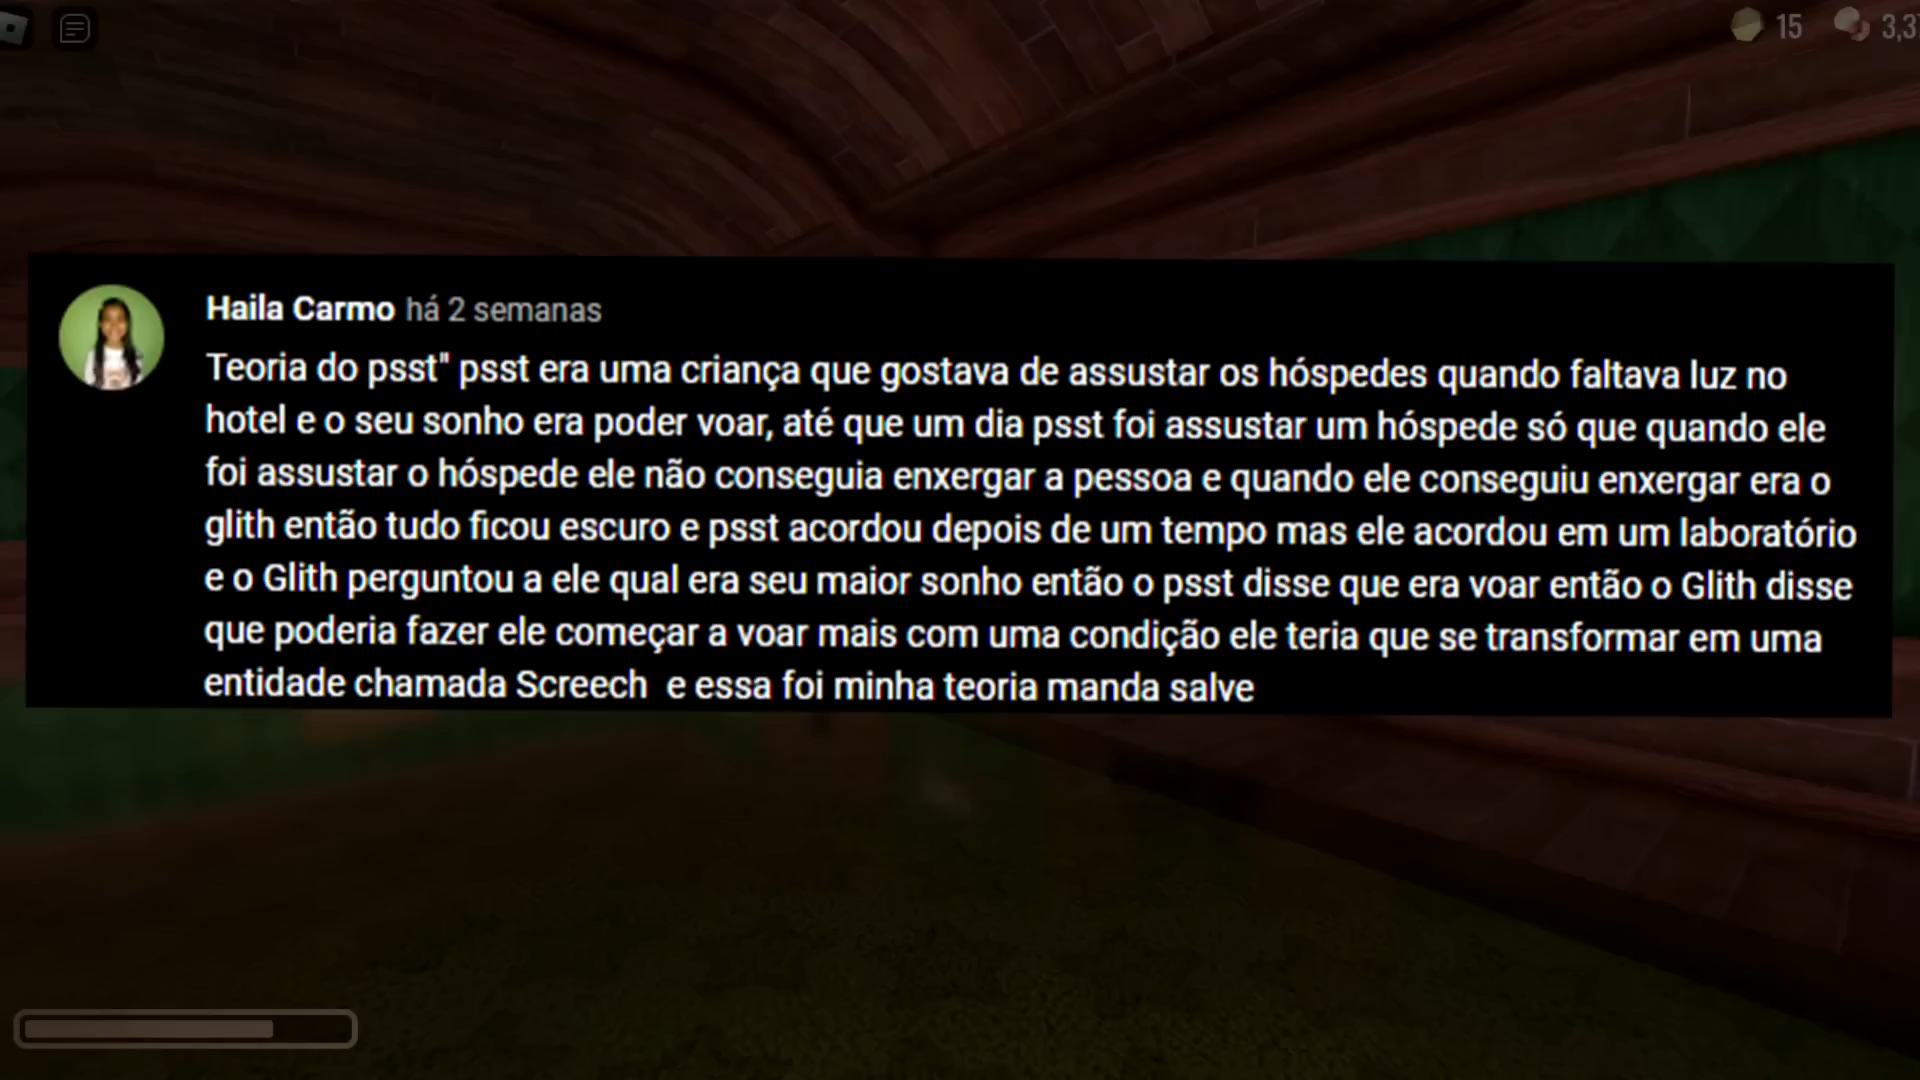 15
3,37
Haila Carmo há 2 semanas
Teoria do psst" psst era uma criança que gostava de assustar os hóspedes quando faltava luz no
hotel e o seu sonho era poder voar, até que um dia psst foi assustar um hóspede só que quando ele
foi assustar o hóspede ele não conseguia enxergar a pessoa e quando ele conseguiu enxergar era o
glith então tudo ficou escuro e psst acordou depois de um tempo mas ele acordou em um laboratório
e o Glith perguntou a ele qual era seu maior sonho então o psst disse que era voar então o Glith disse
que poderia fazer ele começar a voar mais com uma condição ele teria que se transformar em uma
entidade chamada Screech e essa foi minha teoria manda salve